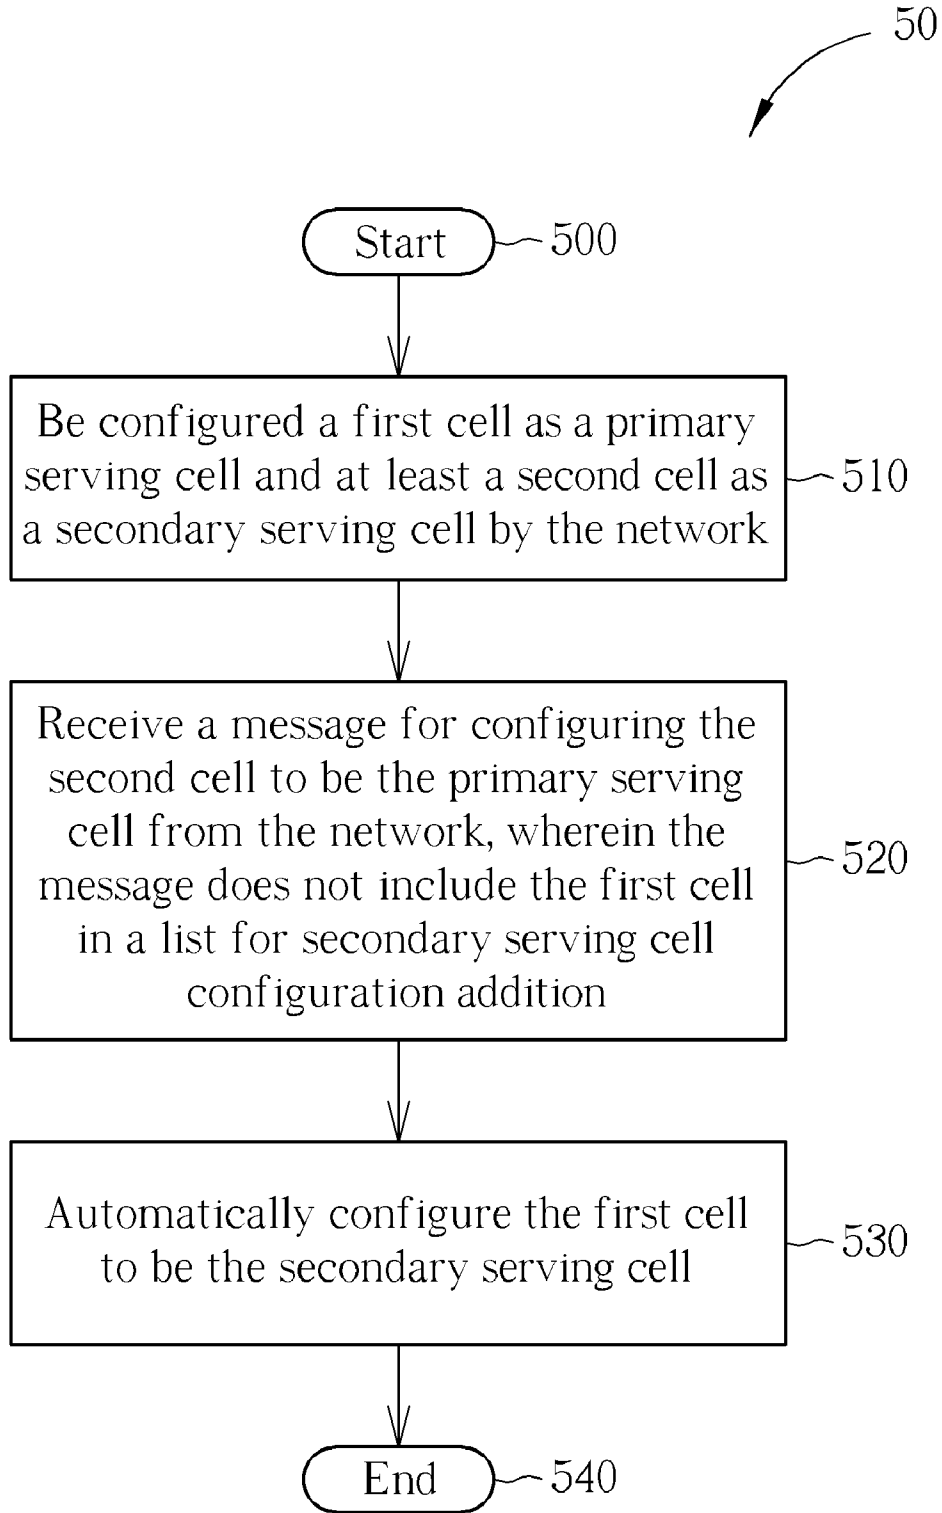 50
Start
500
Be configured a first cell as a primary
serving cell and at least a second cell as
a secondary serving cell by the network
510
Receive a message for configuring the
second cell to be the primary serving
cell from the network, wherein the
message does not include the first cell
in a list for secondary serving cell
configuration addition
520
Automatically configure the first cell
to be the secondary serving cell
530
End
540